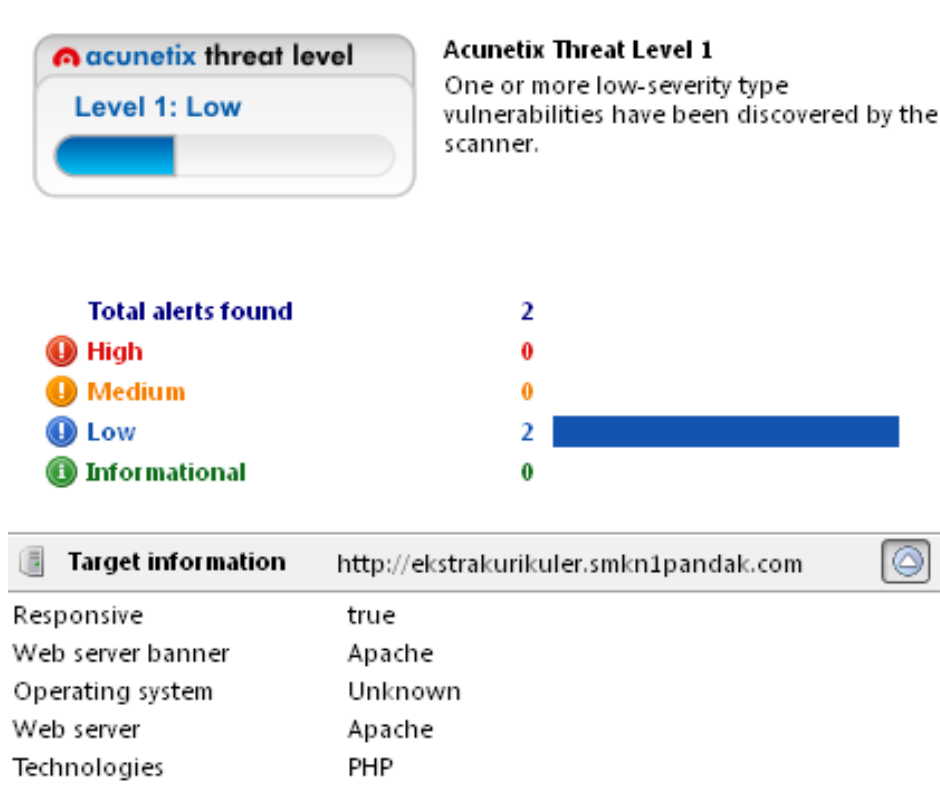 acunetix threat level
Level 1: Low
Acunetix Threat Level 1
One or more low-severity type
vulnerabilities have been discovered by the
scanner.
Total alerts found 2
High 0
Medium 0
Low 2
Informational 0
Target information http://ekstrakurikuler.smkn1pandak.com
Responsive true
Web server banner Apache
Operating system Unknown
Web server Apache
Technologies PHP